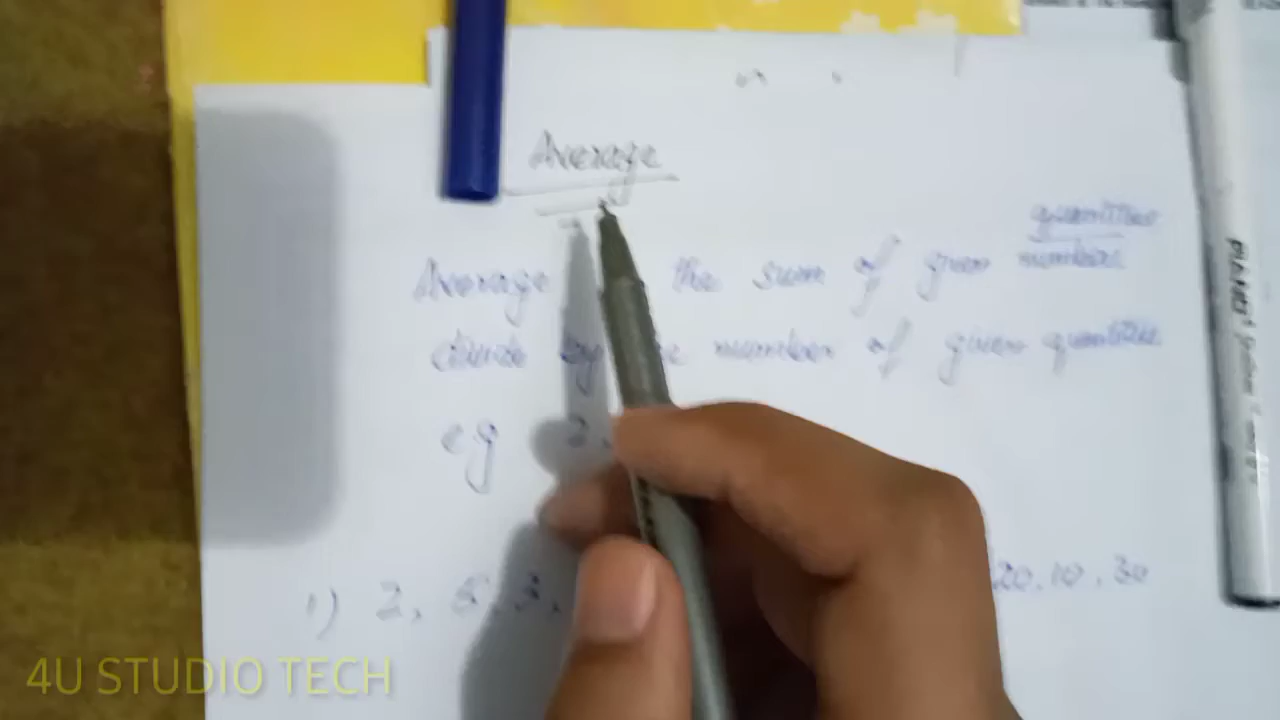 Average
quantities
Average the sum of given numbers
divide by number of given quantities
eg 2,
1) 2, 5, 3, 20, 10, 30
4U STUDIO TECH